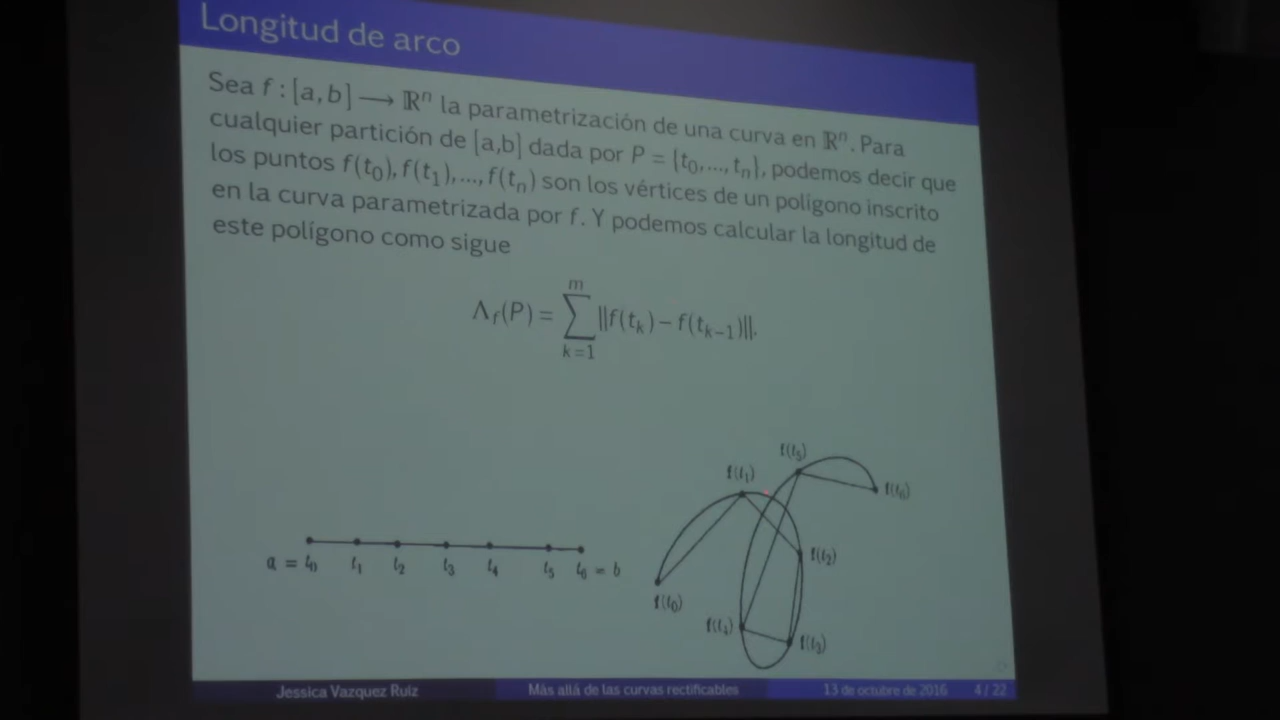 Longitud de arco
Sea f : [a, b] ⟶ ℝⁿ la parametrización de una curva en ℝⁿ. Para
cualquier partición de [a,b] dada por P = {t₀, ..., tₙ}, podemos decir que
los puntos f(t₀), f(t₁), ..., f(tₙ) son los vértices de un polígono inscrito
en la curva parametrizada por f. Y podemos calcular la longitud de
este polígono como sigue
Λ_f(P) = ∑_{k=1}^{m} ||f(t_k) − f(t_{k−1})||.
a = t₀ t₁ t₂ t₃ t₄ t₅ t₆ = b
f(t₀)
f(t₁)
f(t₂)
f(t₃)
f(t₄)
f(t₅)
f(t₆)
Jessica Vazquez Ruiz
Más allá de las curvas rectificables
13 de octubre de 2016 4 / 22